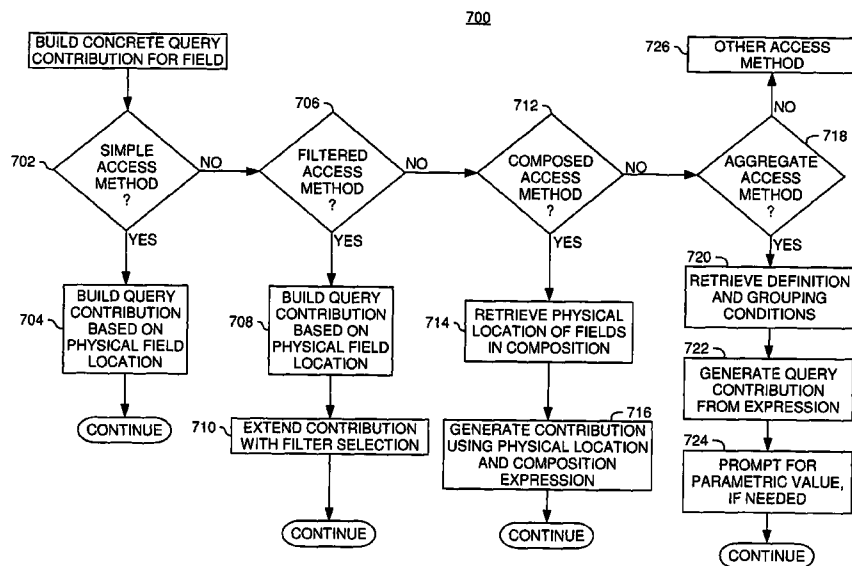 700
BUILD CONCRETE QUERY
CONTRIBUTION FOR FIELD
702
SIMPLE
ACCESS
METHOD
?
NO
YES
704
BUILD QUERY
CONTRIBUTION
BASED ON
PHYSICAL FIELD
LOCATION
CONTINUE
706
FILTERED
ACCESS
METHOD
?
NO
YES
708
BUILD QUERY
CONTRIBUTION
BASED ON
PHYSICAL FIELD
LOCATION
710
EXTEND CONTRIBUTION
WITH FILTER SELECTION
CONTINUE
712
COMPOSED
ACCESS
METHOD
?
NO
YES
714
RETRIEVE PHYSICAL
LOCATION OF FIELDS
IN COMPOSITION
716
GENERATE CONTRIBUTION
USING PHYSICAL LOCATION
AND COMPOSITION
EXPRESSION
CONTINUE
726
OTHER ACCESS
METHOD
NO
718
AGGREGATE
ACCESS
METHOD
?
YES
720
RETRIEVE DEFINITION
AND GROUPING
CONDITIONS
722
GENERATE QUERY
CONTRIBUTION
FROM EXPRESSION
724
PROMPT FOR
PARAMETRIC VALUE,
IF NEEDED
CONTINUE